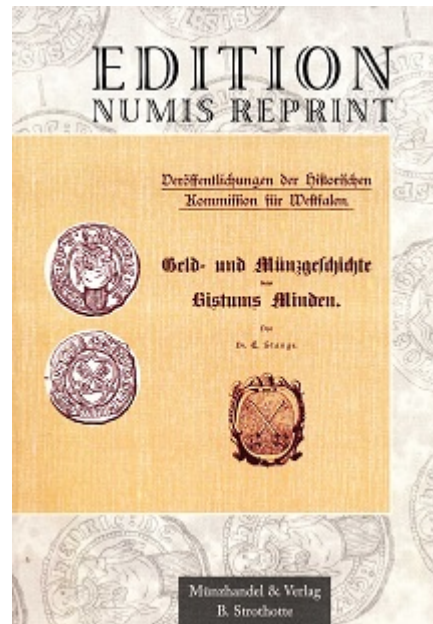 EDITION
NUMIS REPRINT
Veröffentlichungen der Historischen
Kommission für Westfalen.
Geld- und Münzgeschichte
des
Bistums Minden.
Von
Dr. E. Stange.
Münzhandel & Verlag
B. Strothotte